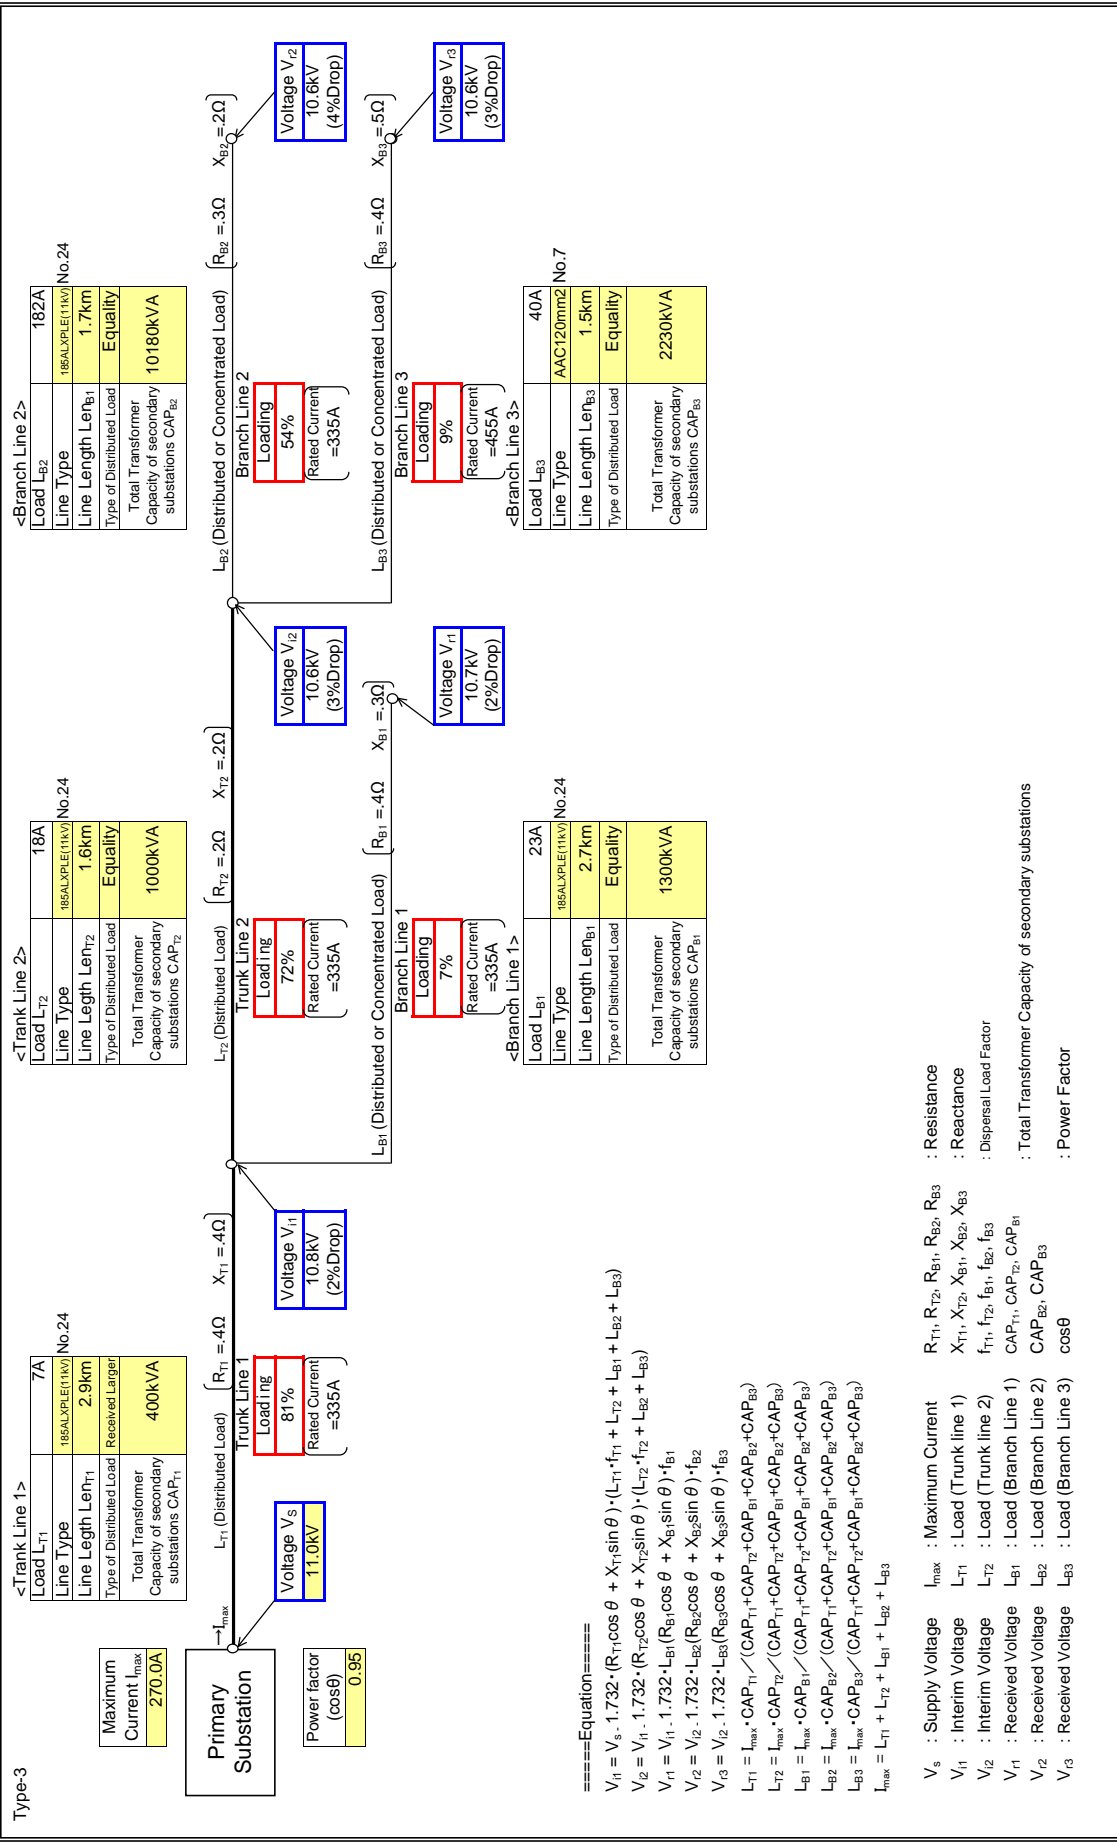 Type-3
Maximum
Current Imax
270.0A
Primary
Substation
Power factor
(cosθ)
0.95
→Imax
Voltage VS
11.0kV
<Trank Line 1>
Load LT1 7A
Line Type 185ALXPLE(11kV) No.24
Line Legth LenT1 2.9km
Type of Distributed Load Received Larger
Total Transformer
Capacity of secondary
substations CAPT1
400kVA
LT1 (Distributed Load) RT1 =.4Ω XT1 =.4Ω
Trunk Line 1
Loading
81%
Rated Current
=335A
Voltage Vi1
10.8kV
(2%Drop)
<Trank Line 2>
Load LT2 18A
Line Type 185ALXPLE(11kV) No.24
Line Legth LenT2 1.6km
Type of Distributed Load Equality
Total Transformer
Capacity of secondary
substations CAPT2
1000kVA
LT2 (Distributed Load) RT2 =.2Ω XT2 =.2Ω
Trunk Line 2
Loading
72%
Rated Current
=335A
Voltage Vi2
10.6kV
(3%Drop)
LB1 (Distributed or Concentrated Load) RB1 =.4Ω XB1 =.3Ω
Branch Line 1
Loading
7%
Rated Current
=335A
Voltage Vr1
10.7kV
(2%Drop)
<Branch Line 1>
Load LB1 23A
Line Type 185ALXPLE(11kV) No.24
Line Length LenB1 2.7km
Type of Distributed Load Equality
Total Transformer
Capacity of secondary
substations CAPB1
1300kVA
<Branch Line 2>
Load LB2 182A
Line Type 185ALXPLE(11kV) No.24
Line Length LenB1 1.7km
Type of Distributed Load Equality
Total Transformer
Capacity of secondary
substations CAPB2
10180kVA
LB2 (Distributed or Concentrated Load) RB2 =.3Ω XB2 =.2Ω
Branch Line 2
Loading
54%
Rated Current
=335A
Voltage Vr2
10.6kV
(4%Drop)
LB3 (Distributed or Concentrated Load) RB3 =.4Ω XB3 =.5Ω
Branch Line 3
Loading
9%
Rated Current
=455A
Voltage Vr3
10.6kV
(3%Drop)
<Branch Line 3>
Load LB3 40A
Line Type AAC120mm2 No.7
Line Length LenB3 1.5km
Type of Distributed Load Equality
Total Transformer
Capacity of secondary
substations CAPB3
2230kVA
=====Equation=====
Vi1 = Vs - 1.732・(RT1cos θ + XT1sin θ)・(LT1・fT1 + LT2 + LB1 + LB2 + LB3)
Vi2 = Vi1 - 1.732・(RT2cos θ + XT2sin θ)・(LT2・fT2 + LB2 + LB3)
Vr1 = Vi1 - 1.732・LB1(RB1cos θ + XB1sin θ)・fB1
Vr2 = Vi2 - 1.732・LB2(RB2cos θ + XB2sin θ)・fB2
Vr3 = Vi2 - 1.732・LB3(RB3cos θ + XB3sin θ)・fB3
LT1 = Imax・CAPT1／(CAPT1+CAPT2+CAPB1+CAPB2+CAPB3)
LT2 = Imax・CAPT2／(CAPT1+CAPT2+CAPB1+CAPB2+CAPB3)
LB1 = Imax・CAPB1／(CAPT1+CAPT2+CAPB1+CAPB2+CAPB3)
LB2 = Imax・CAPB2／(CAPT1+CAPT2+CAPB1+CAPB2+CAPB3)
LB3 = Imax・CAPB3／(CAPT1+CAPT2+CAPB1+CAPB2+CAPB3)
Imax = LT1 + LT2 + LB1 + LB2 + LB3
Vs : Supply Voltage Imax : Maximum Current RT1, RT2, RB1, RB2, RB3 : Resistance
Vi1 : Interim Voltage LT1 : Load (Trunk line 1) XT1, XT2, XB1, XB2, XB3 : Reactance
Vi2 : Interim Voltage LT2 : Load (Trunk line 2) fT1, fT2, fB1, fB2, fB3 : Dispersal Load Factor
Vr1 : Received Voltage LB1 : Load (Branch Line 1) CAPT1, CAPT2, CAPB1
Vr2 : Received Voltage LB2 : Load (Branch Line 2) CAPB2, CAPB3 : Total Transformer Capacity of secondary substations
Vr3 : Received Voltage LB3 : Load (Branch Line 3) cosθ : Power Factor